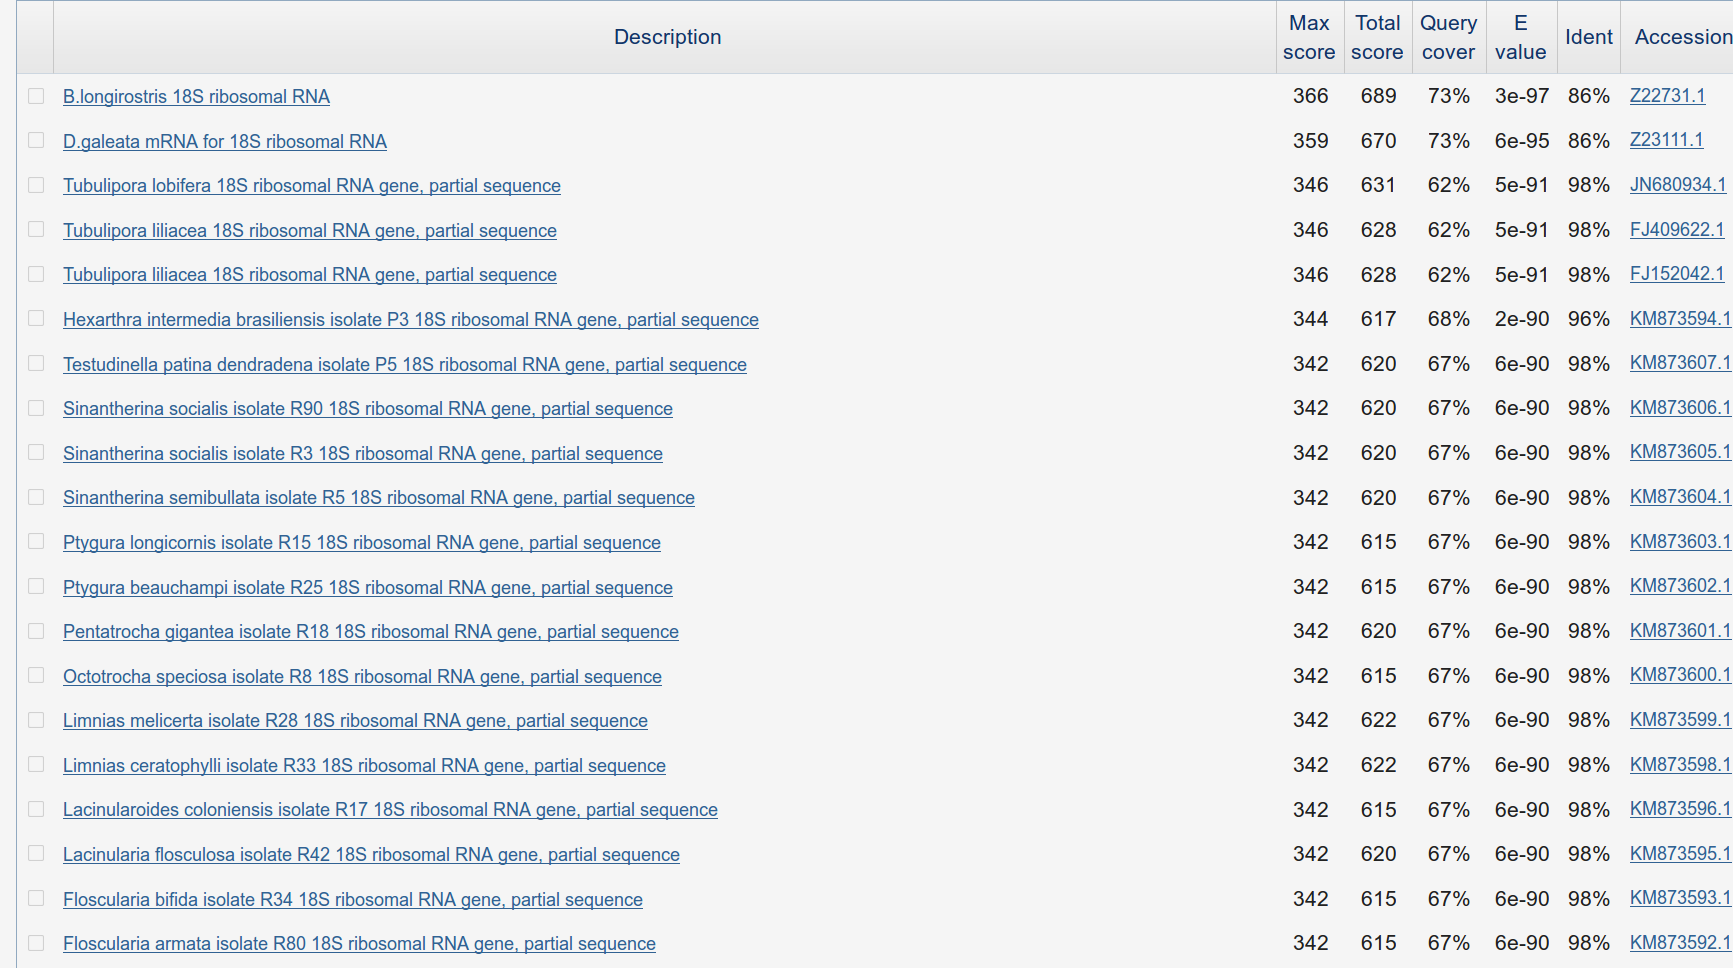 Description Max score Total score Query cover E value Ident Accession
B.longirostris 18S ribosomal RNA 366 689 73% 3e-97 86% Z22731.1
D.galeata mRNA for 18S ribosomal RNA 359 670 73% 6e-95 86% Z23111.1
Tubulipora lobifera 18S ribosomal RNA gene, partial sequence 346 631 62% 5e-91 98% JN680934.1
Tubulipora liliacea 18S ribosomal RNA gene, partial sequence 346 628 62% 5e-91 98% FJ409622.1
Tubulipora liliacea 18S ribosomal RNA gene, partial sequence 346 628 62% 5e-91 98% FJ152042.1
Hexarthra intermedia brasiliensis isolate P3 18S ribosomal RNA gene, partial sequence 344 617 68% 2e-90 96% KM873594.1
Testudinella patina dendradena isolate P5 18S ribosomal RNA gene, partial sequence 342 620 67% 6e-90 98% KM873607.1
Sinantherina socialis isolate R90 18S ribosomal RNA gene, partial sequence 342 620 67% 6e-90 98% KM873606.1
Sinantherina socialis isolate R3 18S ribosomal RNA gene, partial sequence 342 620 67% 6e-90 98% KM873605.1
Sinantherina semibullata isolate R5 18S ribosomal RNA gene, partial sequence 342 620 67% 6e-90 98% KM873604.1
Ptygura longicornis isolate R15 18S ribosomal RNA gene, partial sequence 342 615 67% 6e-90 98% KM873603.1
Ptygura beauchampi isolate R25 18S ribosomal RNA gene, partial sequence 342 615 67% 6e-90 98% KM873602.1
Pentatrocha gigantea isolate R18 18S ribosomal RNA gene, partial sequence 342 620 67% 6e-90 98% KM873601.1
Octotrocha speciosa isolate R8 18S ribosomal RNA gene, partial sequence 342 615 67% 6e-90 98% KM873600.1
Limnias melicerta isolate R28 18S ribosomal RNA gene, partial sequence 342 622 67% 6e-90 98% KM873599.1
Limnias ceratophylli isolate R33 18S ribosomal RNA gene, partial sequence 342 622 67% 6e-90 98% KM873598.1
Lacinularoides coloniensis isolate R17 18S ribosomal RNA gene, partial sequence 342 615 67% 6e-90 98% KM873596.1
Lacinularia flosculosa isolate R42 18S ribosomal RNA gene, partial sequence 342 620 67% 6e-90 98% KM873595.1
Floscularia bifida isolate R34 18S ribosomal RNA gene, partial sequence 342 615 67% 6e-90 98% KM873593.1
Floscularia armata isolate R80 18S ribosomal RNA gene, partial sequence 342 615 67% 6e-90 98% KM873592.1